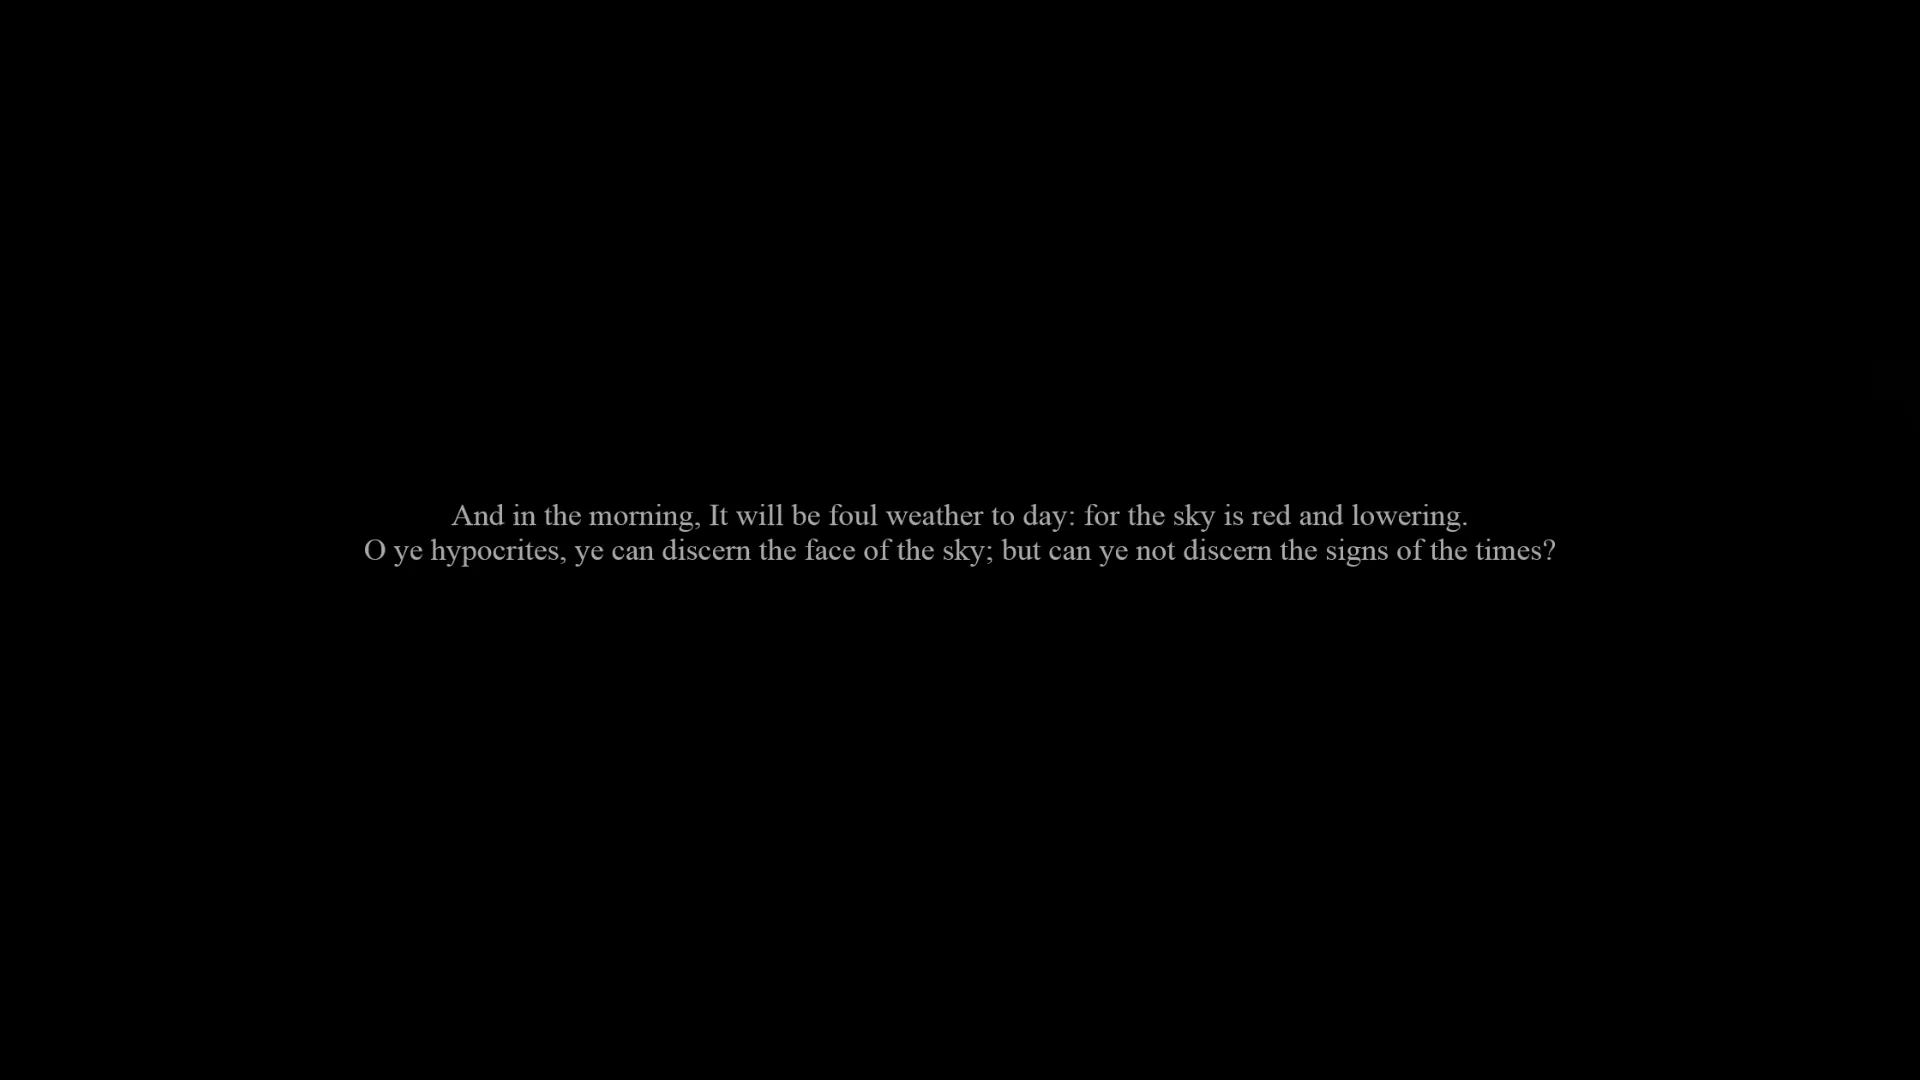 And in the morning, It will be foul weather to day: for the sky is red and lowering.
O ye hypocrites, ye can discern the face of the sky; but can ye not discern the signs of the times?